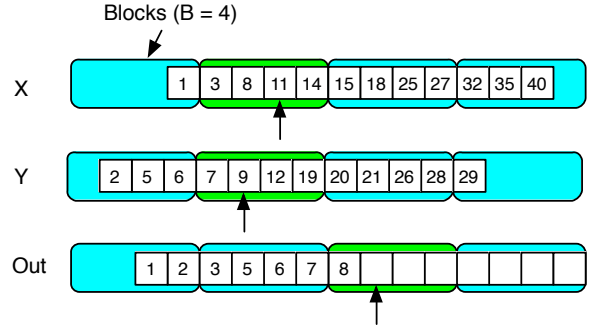 Blocks (B = 4)
X 1 3 8 11 14 15 18 25 27 32 35 40
Y 2 5 6 7 9 12 19 20 21 26 28 29
Out 1 2 3 5 6 7 8